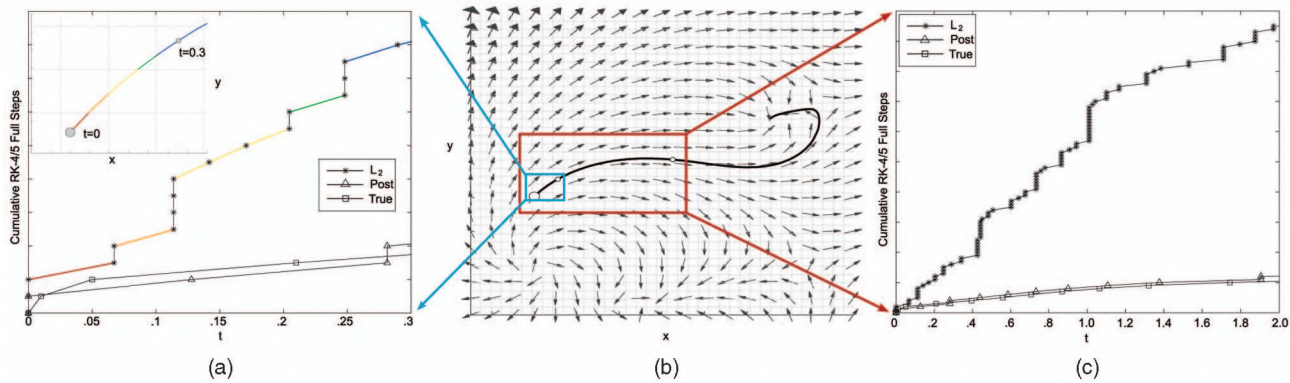 Cumulative RK-4/5 Full Steps
t=0
t=0.3
y
x
L2
Post
True
0
0.05
.1
.15
.2
.25
.3
t
(a)
y
x
(b)
Cumulative RK-4/5 Full Steps
L2
Post
True
0
.2
.4
.6
0.8
1.0
1.2
1.4
1.6
1.8
2.0
t
(c)